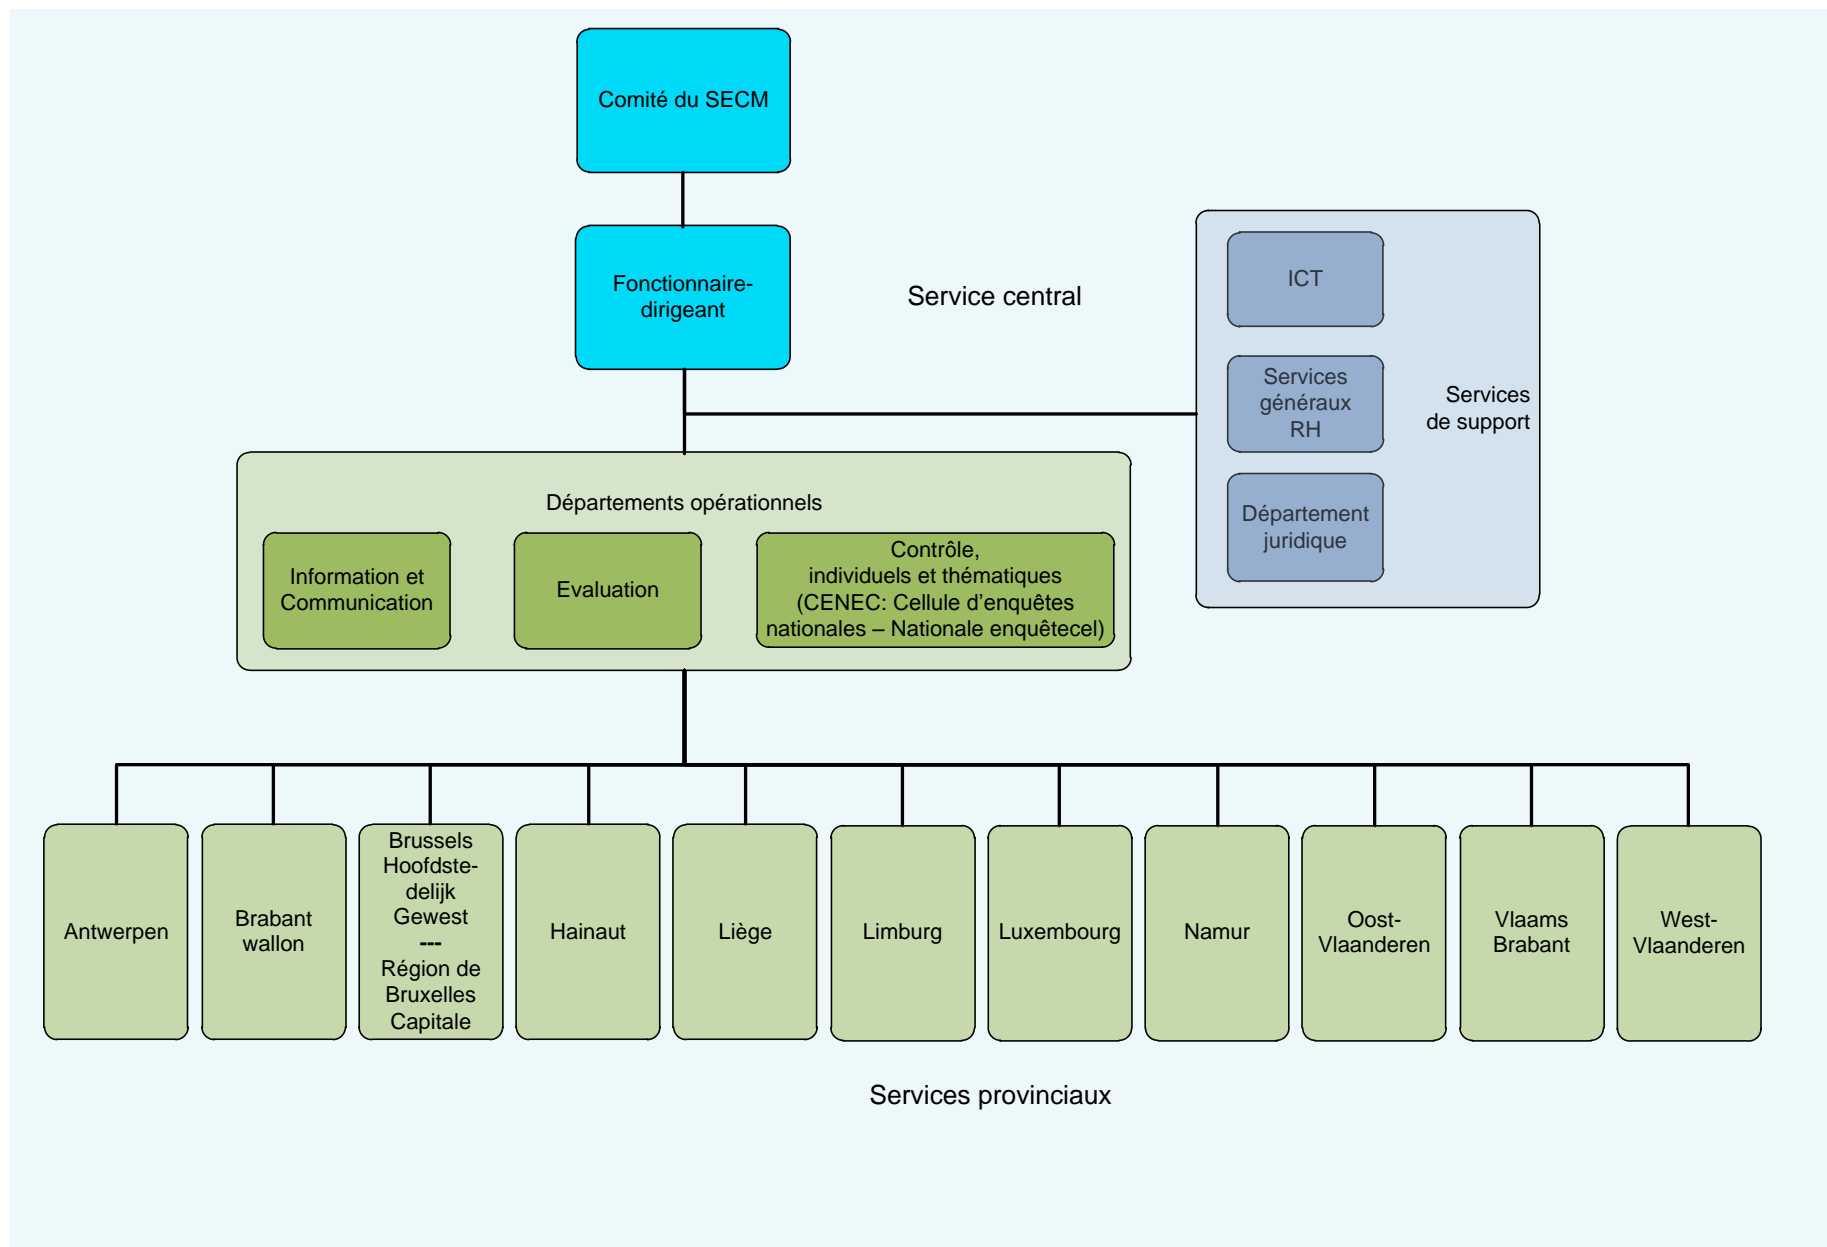 Comité du SECM
Fonctionnaire-
dirigeant
Service central
ICT
Services
généraux
RH
Département
juridique
Services
de support
Départements opérationnels
Information et
Communication
Evaluation
Contrôle,
individuels et thématiques
(CENEC: Cellule d’enquêtes
nationales – Nationale enquêtecel)
Antwerpen
Brabant
wallon
Brussels
Hoofdste-
delijk
Gewest
---
Région de
Bruxelles
Capitale
Hainaut
Liège
Limburg
Luxembourg
Namur
Oost-
Vlaanderen
Vlaams
Brabant
West-
Vlaanderen
Services provinciaux